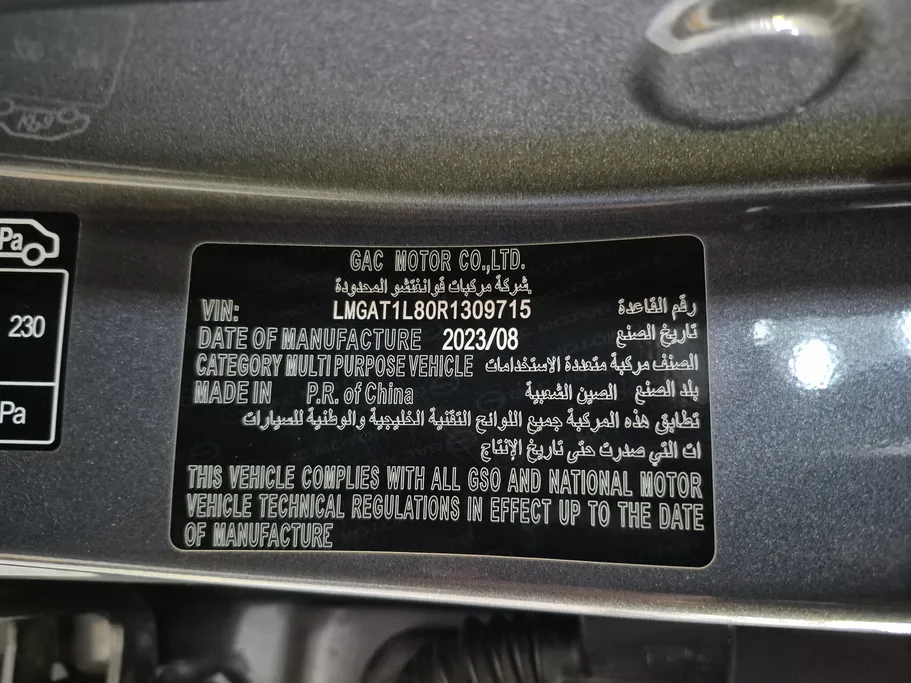 Pa
230
Pa
GAC MOTOR CO.,LTD.
شركة مركبات قوانغتشو المحدودة.
VIN: LMGAT1L80R1309715 رقم القاعدة
DATE OF MANUFACTURE 2023/08 تاريخ الصنع
CATEGORY MULTI PURPOSE VEHICLE الصنف مركبة متعددة الاستخدامات
MADE IN P.R. of China بلد الصنع الصين الشعبية
تطابق هذه المركبة جميع اللوائح التقنية الخليجية والوطنية للسيارات
ات التي صدرت حتى تاريخ الإنتاج
THIS VEHICLE COMPLIES WITH ALL GSO AND NATIONAL MOTOR
VEHICLE TECHNICAL REGULATIONS IN EFFECT UP TO THE DATE
OF MANUFACTURE